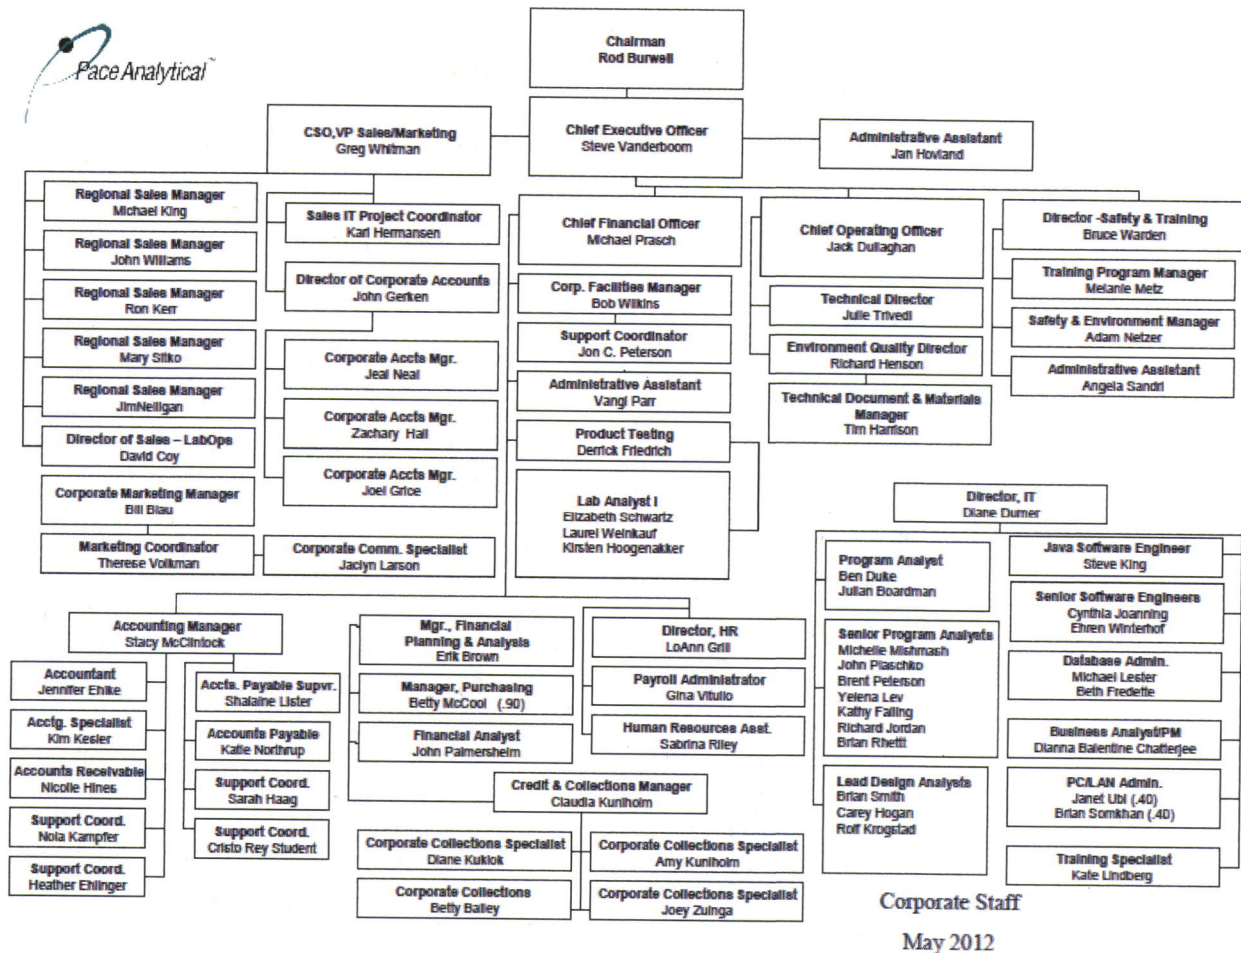 Pace Analytical™
Chairman
Rod Burwell
CSO,VP Sales/Marketing
Greg Whitman
Chief Executive Officer
Steve Vanderboom
Administrative Assistant
Jan Hovland
Regional Sales Manager
Michael King
Regional Sales Manager
John Williams
Regional Sales Manager
Ron Kerr
Regional Sales Manager
Mary Sitko
Regional Sales Manager
JimNelligan
Director of Sales – LabOps
David Coy
Corporate Marketing Manager
Bill Blau
Marketing Coordinator
Therese Volkman
Corporate Comm. Specialist
Jaclyn Larson
Sales IT Project Coordinator
Karl Hermansen
Director of Corporate Accounts
John Gerken
Corporate Accts Mgr.
Jeal Neal
Corporate Accts Mgr.
Zachary Hall
Corporate Accts Mgr.
Joel Grice
Chief Financial Officer
Michael Prasch
Corp. Facilities Manager
Bob Wilkins
Support Coordinator
Jon C. Peterson
Administrative Assistant
Vangi Parr
Product Testing
Derrick Friedrich
Lab Analyst I
Elizabeth Schwartz
Laurel Weinkauf
Kirsten Hoogenakker
Chief Operating Officer
Jack Dullaghan
Technical Director
Julie Trivedi
Environment Quality Director
Richard Henson
Technical Document & Materials
Manager
Tim Harrison
Director -Safety & Training
Bruce Warden
Training Program Manager
Melanie Metz
Safety & Environment Manager
Adam Netzer
Administrative Assistant
Angela Sandri
Director, IT
Diane Dumer
Program Analyst
Ben Duke
Julian Boardman
Senior Program Analysts
Michelle Mishmash
John Plaschko
Brent Peterson
Yelena Lev
Kathy Failing
Richard Jordan
Brian Rhettt
Lead Design Analysts
Brian Smith
Carey Hogan
Rolf Krogstad
Java Software Engineer
Steve King
Senior Software Engineers
Cynthia Joanning
Ehren Winterhof
Database Admin.
Michael Lester
Beth Fredette
Business Analyst/PM
Dianna Balentine Chatterjee
PC/LAN Admin.
Janet Ubl (.40)
Brian Somkhan (.40)
Training Specialist
Kate Lindberg
Accounting Manager
Stacy McClintock
Accountant
Jennifer Ehlke
Acctg. Specialist
Kim Kesler
Accounts Receivable
Nicolle Hines
Support Coord.
Nola Kampfer
Support Coord.
Heather Ehlinger
Accts. Payable Supvr.
Shalaine Lister
Accounts Payable
Katie Northrup
Support Coord.
Sarah Haag
Support Coord.
Cristo Rey Student
Mgr., Financial
Planning & Analysis
Erik Brown
Manager, Purchasing
Betty McCool (.90)
Financial Analyst
John Palmersheim
Director, HR
LoAnn Grill
Payroll Administrator
Gina Vitullo
Human Resources Asst.
Sabrina Riley
Credit & Collections Manager
Claudia Kunlholm
Corporate Collections Specialist
Diane Kuklok
Corporate Collections Specialist
Amy Kunlholm
Corporate Collections
Betty Bailey
Corporate Collections Specialist
Joey Zuinga
Corporate Staff
May 2012